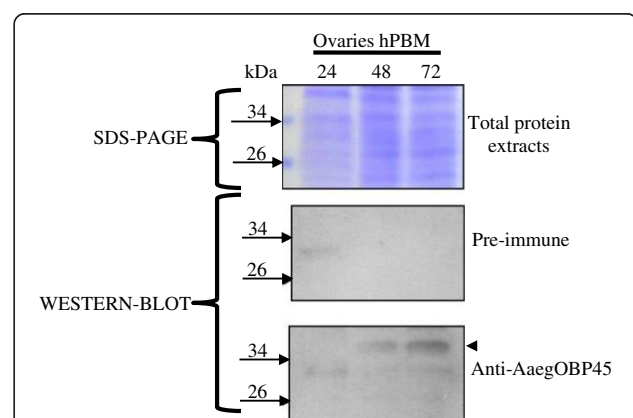 Ovaries hPBM
kDa 24 48 72
34
26
SDS-PAGE
Total protein
extracts
34
26
Pre-immune
WESTERN-BLOT
34
26
Anti-AaegOBP45